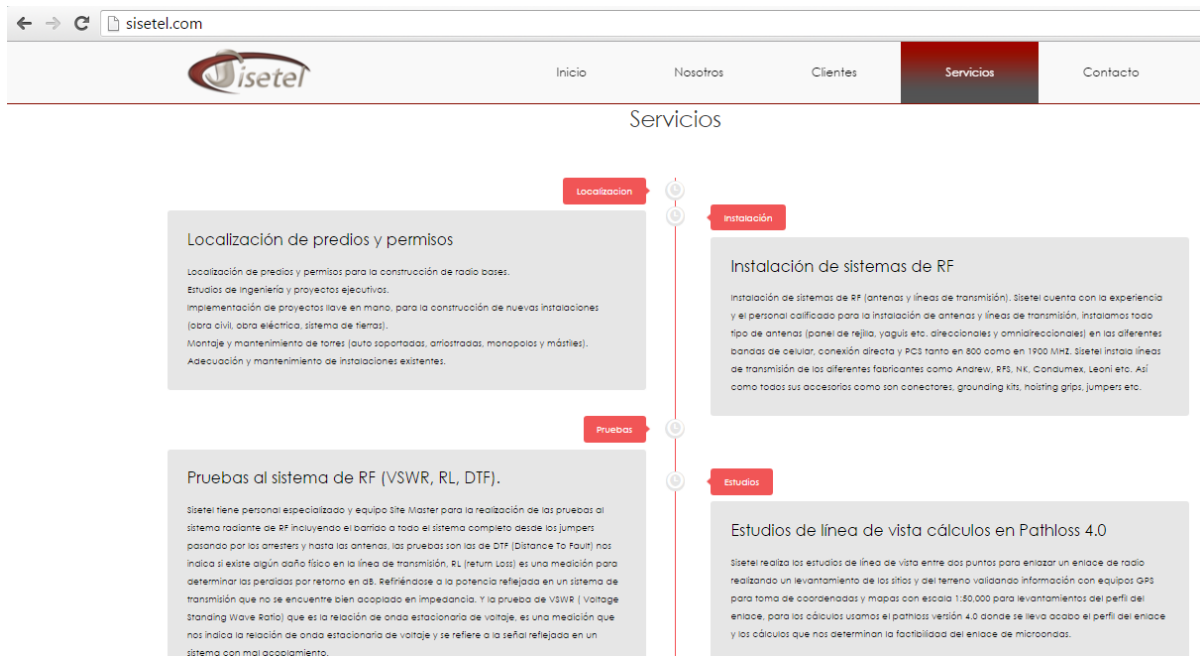 sisetel.com
Sisetel
Inicio
Nosotros
Clientes
Servicios
Contacto
Servicios
Localizacion
Localización de predios y permisos
Localización de predios y permisos para la construcción de radio bases.
Estudios de Ingeniería y proyectos ejecutivos.
Implementación de proyectos llave en mano, para la construcción de nuevas instalaciones
(obra civil, obra eléctrica, sistema de tierras).
Montaje y mantenimiento de torres (auto soportadas, arriostradas, monopolos y mástiles).
Adecuación y mantenimiento de instalaciones existentes.
Instalación
Instalación de sistemas de RF
Instalación de sistemas de RF (antenas y líneas de transmisión). Sisetel cuenta con la experiencia
y el personal calificado para la instalación de antenas y líneas de transmisión, instalamos todo
tipo de antenas (panel de rejilla, yaguis etc. direccionales y omnidireccionales) en las diferentes
bandas de celular, conexión directa y PCS tanto en 800 como en 1900 MHZ. Sisetel instala líneas
de transmisión de los diferentes fabricantes como Andrew, RFS, NK, Condumex, Leoni etc. Así
como todos sus accesorios como son conectores, grounding kits, hoisting grips, jumpers etc.
Pruebas
Pruebas al sistema de RF (VSWR, RL, DTF).
Sisetel tiene personal especializado y equipo Site Master para la realización de las pruebas al
sistema radiante de RF incluyendo el barrido a todo el sistema completo desde los jumpers
pasando por los arresters y hasta las antenas, las pruebas son las de DTF (Distance To Fault) nos
indica si existe algún daño físico en la línea de transmisión, RL (return Loss) es una medición para
determinar las perdidas por retorno en dB. Refiriéndose a la potencia reflejada en un sistema de
transmisión que no se encuentre bien acoplado en impedancia. Y la prueba de VSWR ( Voltage
Standing Wave Ratio) que es la relación de onda estacionaria de voltaje, es una medición que
nos indica la relación de onda estacionaria de voltaje y se refiere a la señal reflejada en un
sistema con mal acoplamiento.
Estudios
Estudios de línea de vista cálculos en Pathloss 4.0
Sisetel realiza los estudios de línea de vista entre dos puntos para enlazar un enlace de radio
realizando un levantamiento de los sitios y del terreno validando información con equipos GPS
para toma de coordenadas y mapas con escala 1:50,000 para levantamientos del perfil del
enlace, para los cálculos usamos el pathloss versión 4.0 donde se lleva acabo el perfil del enlace
y los cálculos que nos determinan la factibilidad del enlace de microondas.